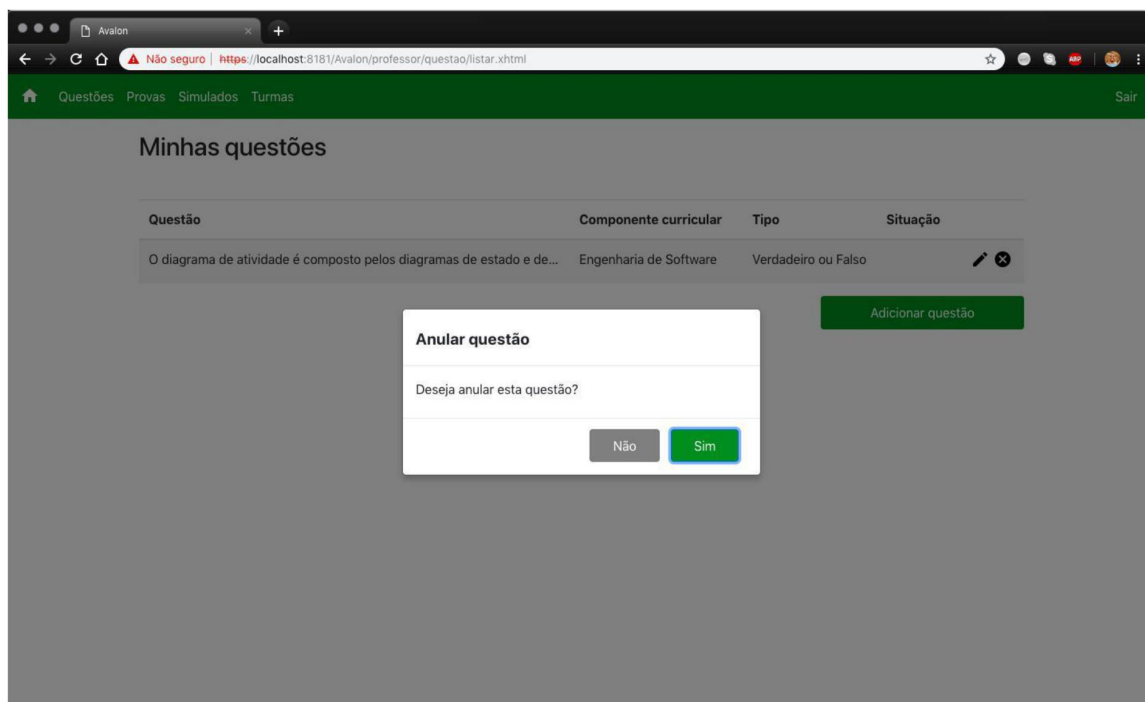 Avalon
Não seguro | https://localhost:8181/Avalon/professor/questao/listar.xhtml
ABP
Questões Provas Simulados Turmas Sair
Minhas questões
Questão Componente curricular Tipo Situação
O diagrama de atividade é composto pelos diagramas de estado e de... Engenharia de Software Verdadeiro ou Falso
Adicionar questão
Anular questão
Deseja anular esta questão?
Não Sim